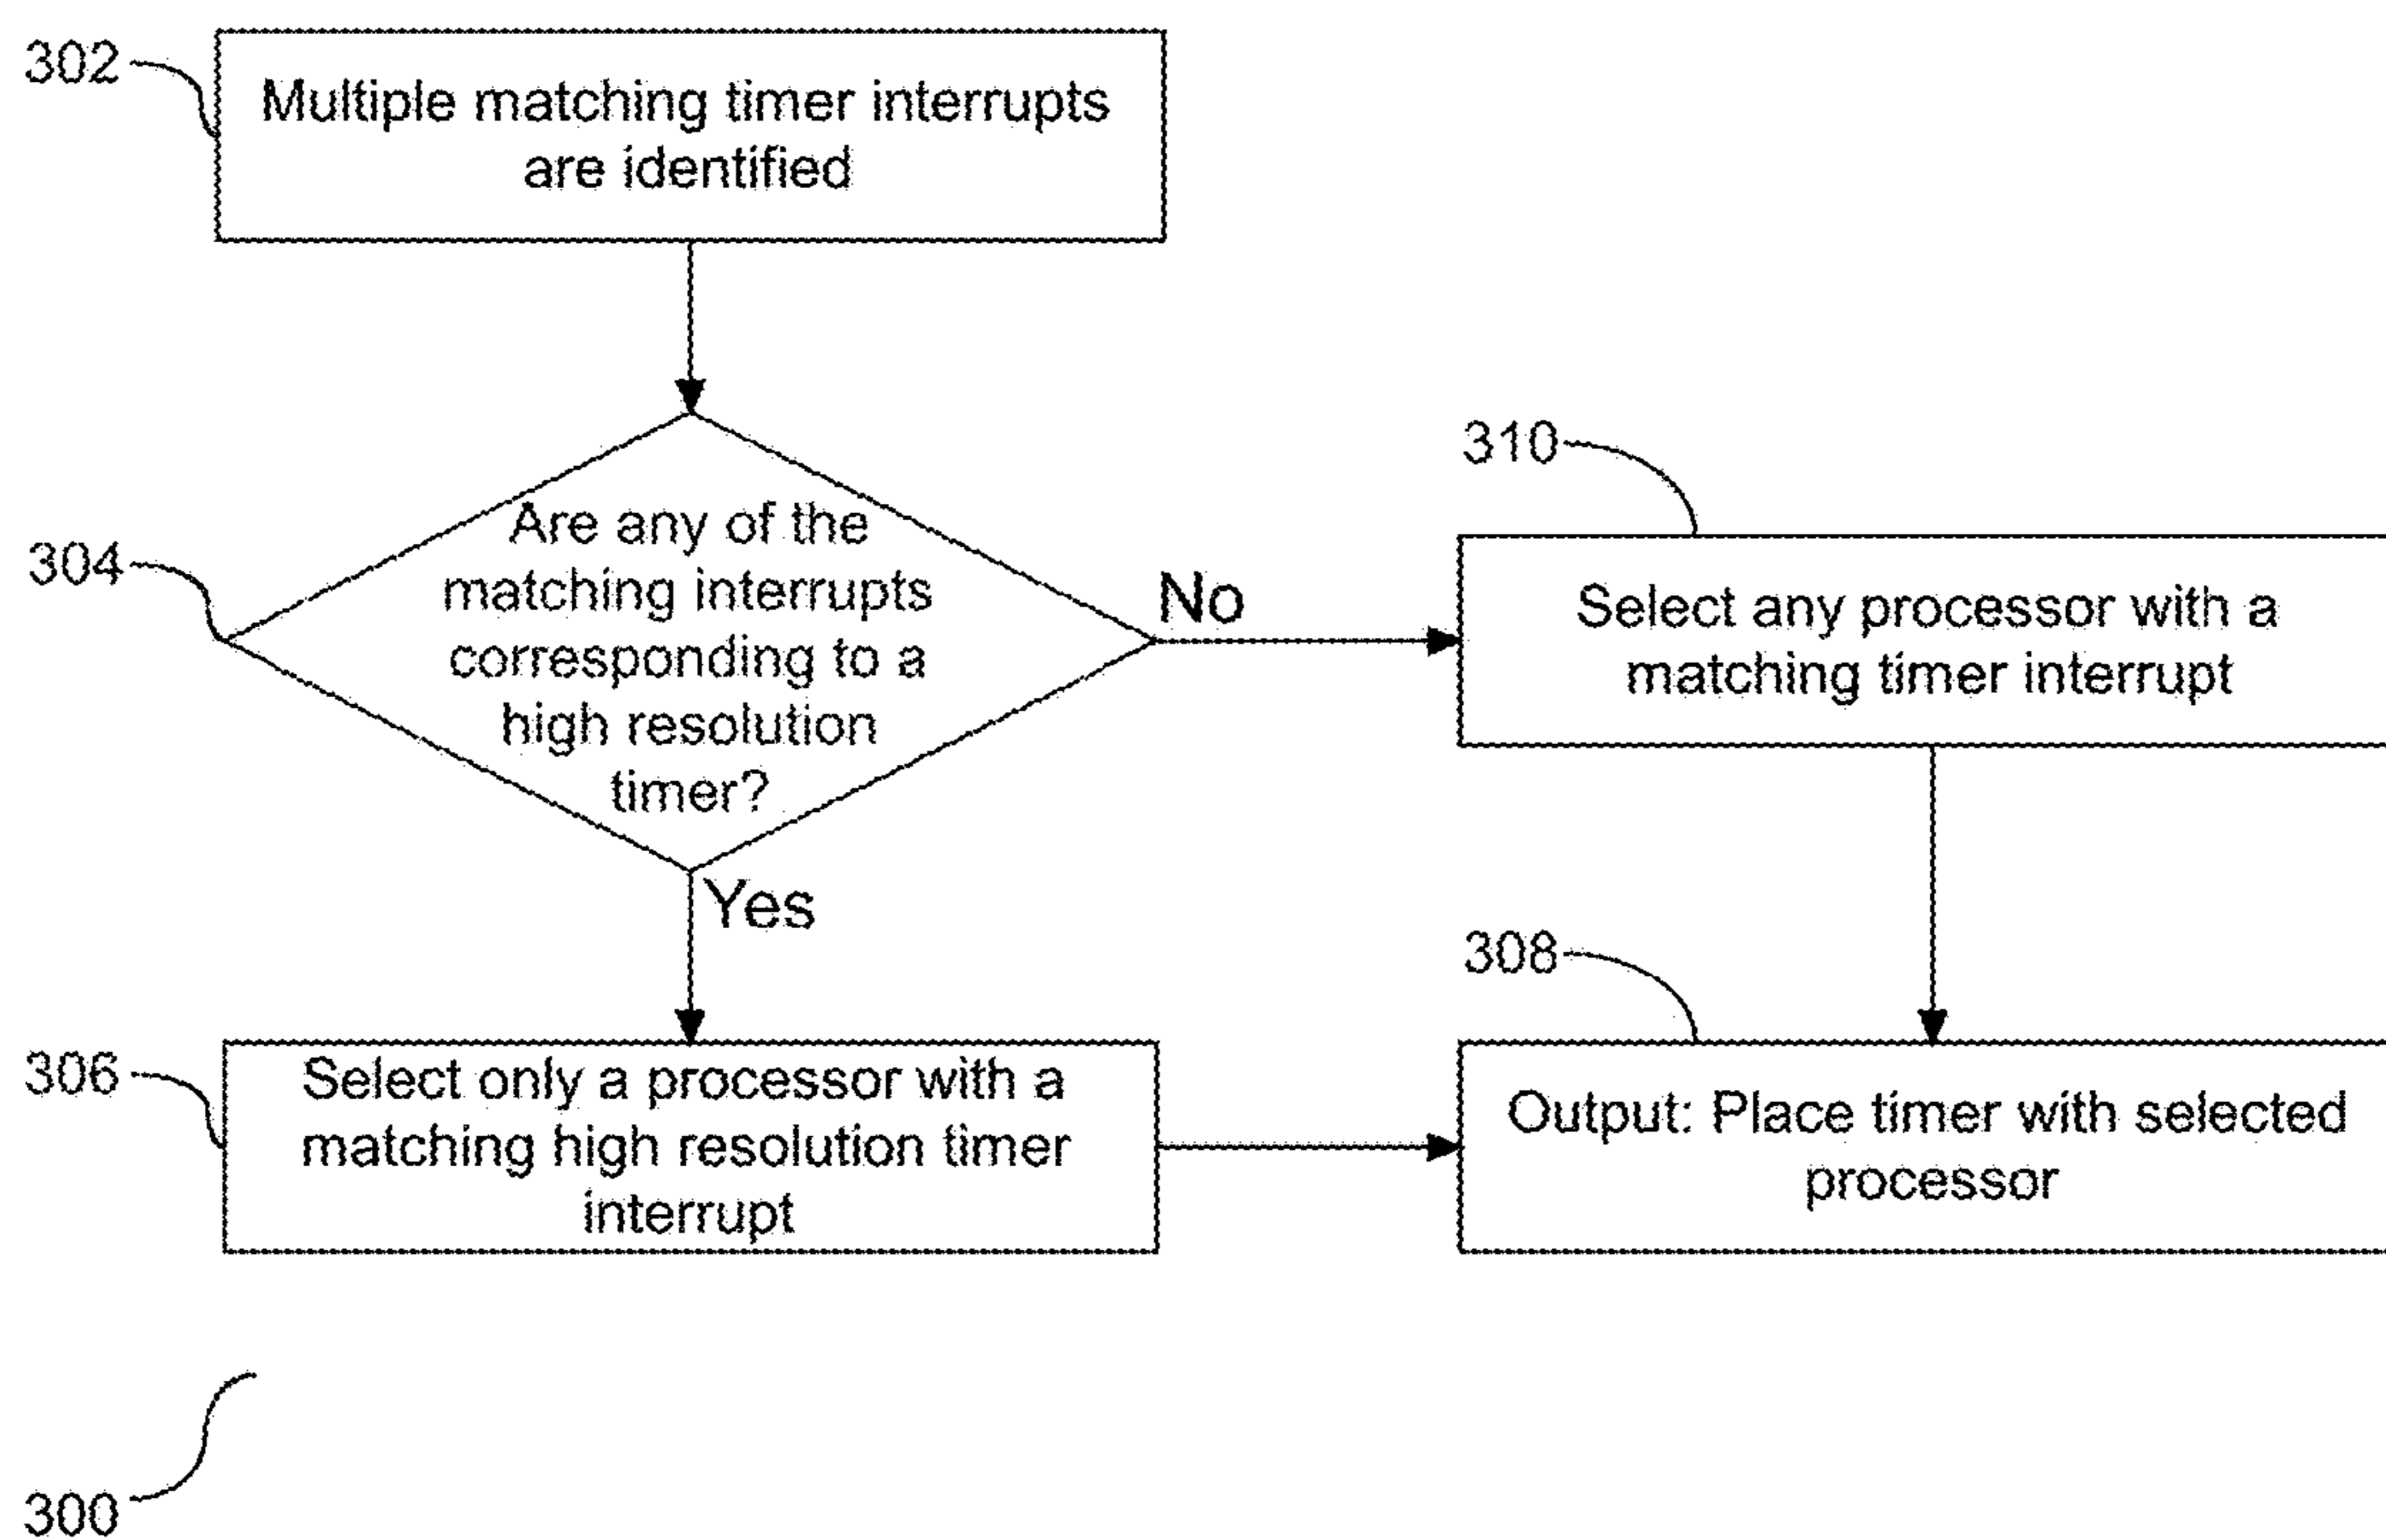 302
Multiple matching timer interrupts
are identified
304
Are any of the
matching interrupts
corresponding to a
high resolution
timer?
No
Yes
310
Select any processor with a
matching timer interrupt
306
Select only a processor with a
matching high resolution timer
interrupt
308
Output: Place timer with selected
processor
300